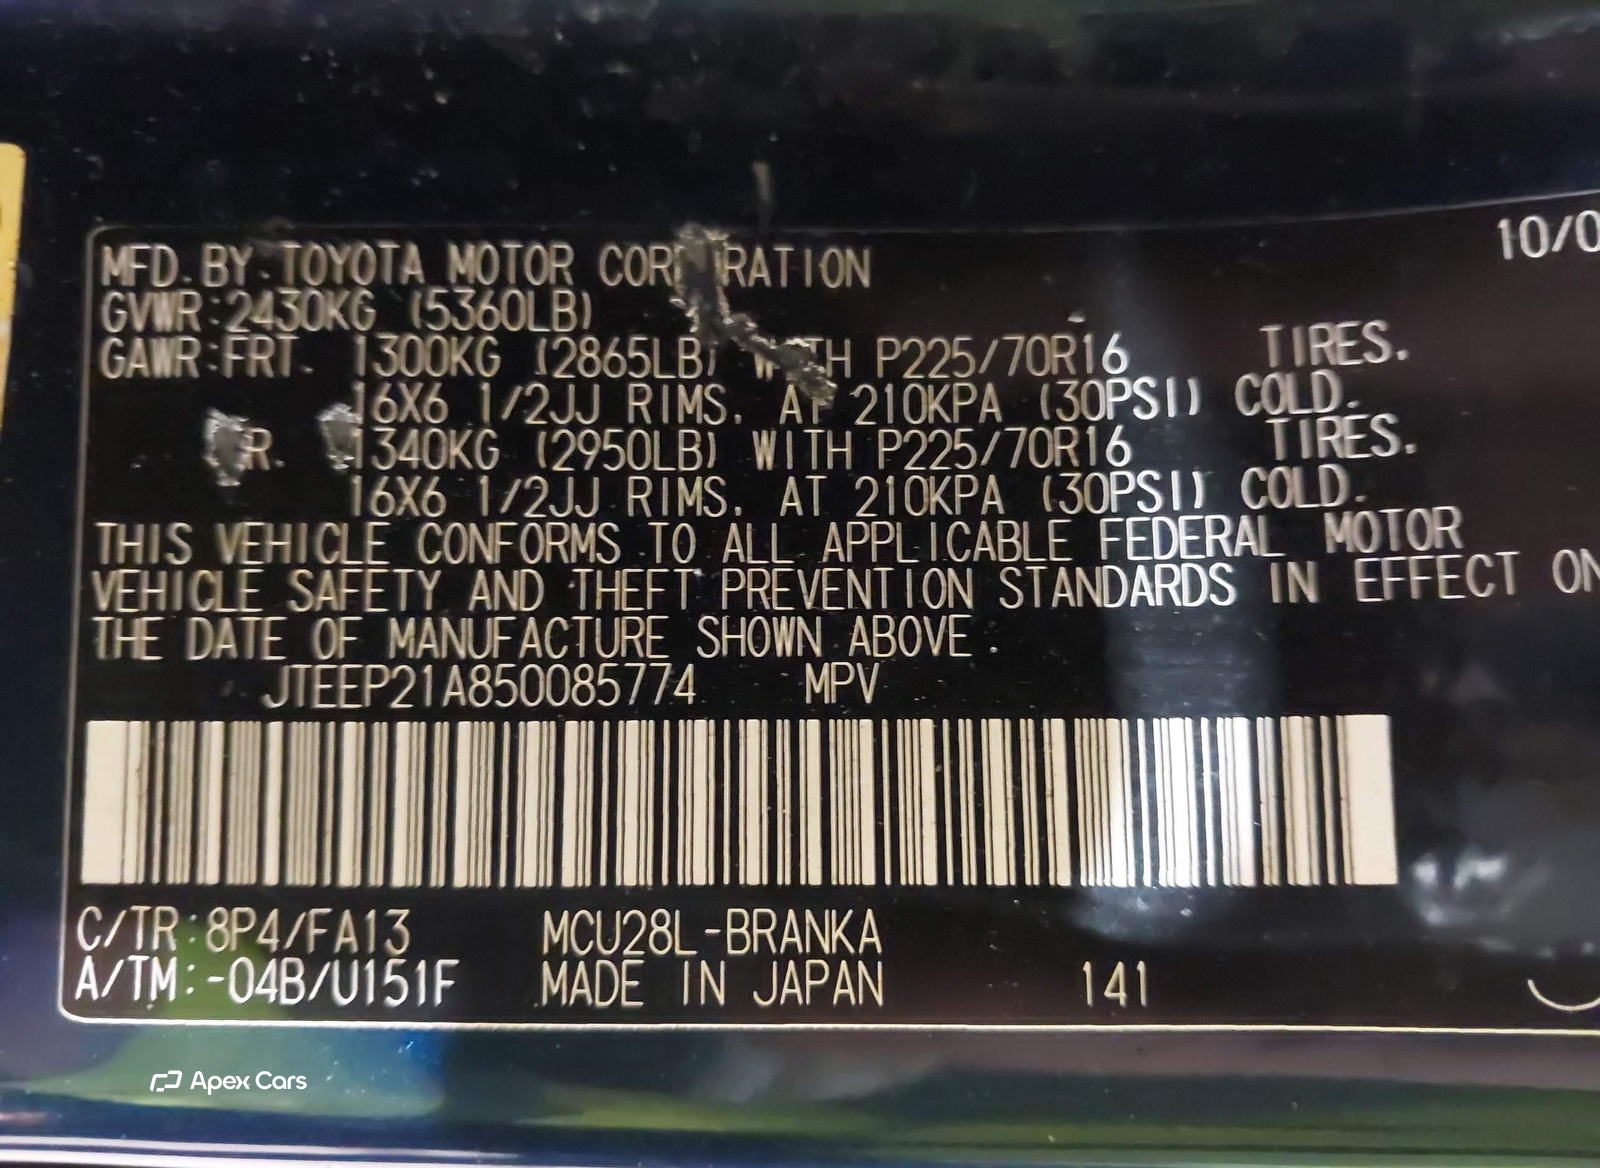 10/0
MFD. BY TOYOTA MOTOR
GVWR:2430KG (5360LB)
GAWR:FRT. 1300KG (2865LB) WITH P225/70R16 TIRES.
16X6 1/2JJ RIMS. AT 210KPA (30PSI) COLD.
1340KG (2950LB) WITH P225/70R16 TIRES.
16X6 1/2JJ RIMS. AT 210KPA (30PSI) COLD.
THIS VEHICLE CONFORMS TO ALL APPLICABLE FEDERAL MOTOR
VEHICLE SAFETY AND THEFT PREVENTION STANDARDS IN EFFECT ON
THE DATE OF MANUFACTURE SHOWN ABOVE.
JTEEP21A850085774 MPV
C/TR:8P4/FA13 MCU28L-BRANKA
A/TM:-04B/U151F MADE IN JAPAN 141
Apex Cars